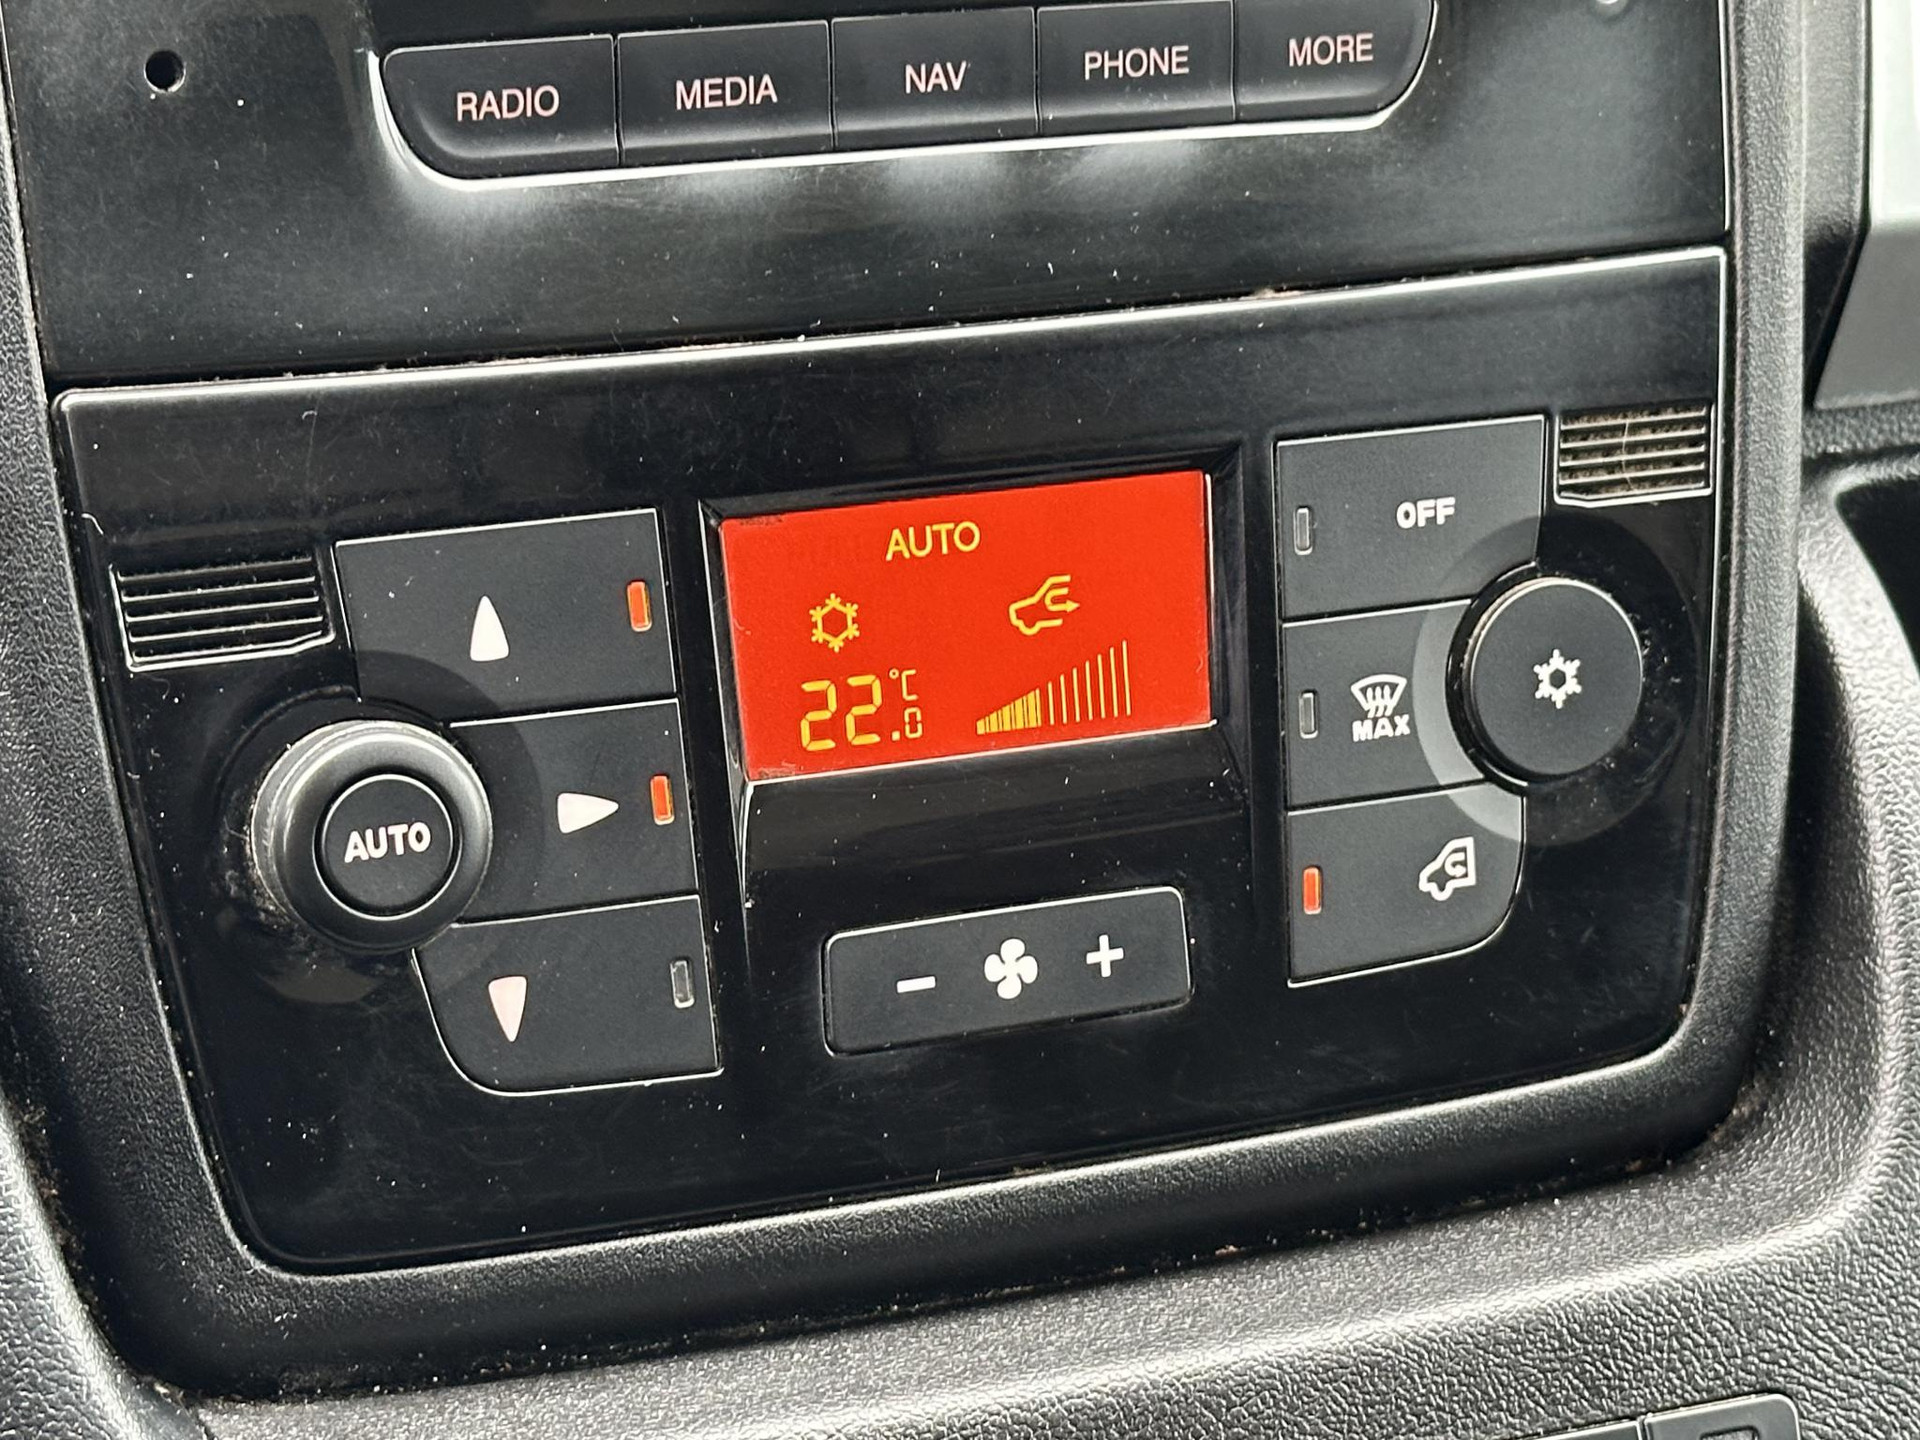 RADIO MEDIA NAV PHONE MORE
AUTO
22.0 °C
OFF
MAX
AUTO
- +